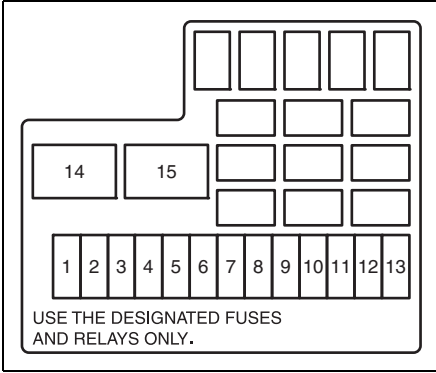 14 15
1 2 3 4 5 6 7 8 9 10 11 12 13
USE THE DESIGNATED FUSES
AND RELAYS ONLY.